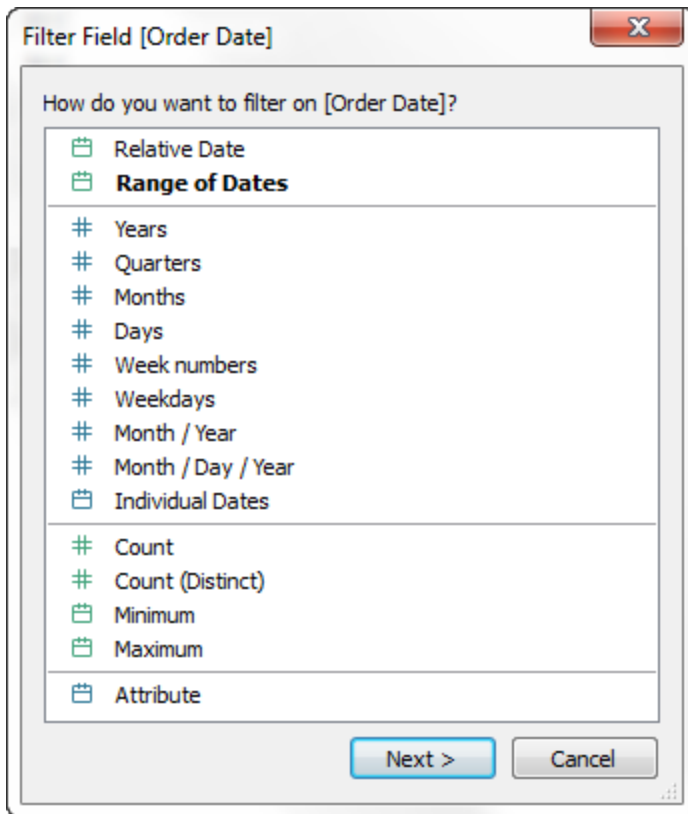 Filter Field [Order Date]
How do you want to filter on [Order Date]?
Relative Date
Range of Dates
Years
Quarters
Months
Days
Week numbers
Weekdays
Month / Year
Month / Day / Year
Individual Dates
Count
Count (Distinct)
Minimum
Maximum
Attribute
Next > Cancel